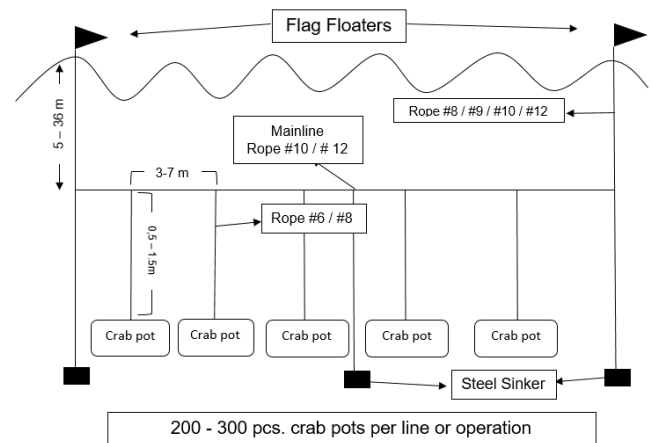 Flag Floaters
5 – 36 m
Rope #8 / #9 / #10 / #12
Mainline
Rope #10 / # 12
3-7 m
0,5 – 1.5m
Rope #6 / #8
Crab pot
Crab pot
Crab pot
Crab pot
Crab pot
Steel Sinker
200 - 300 pcs. crab pots per line or operation